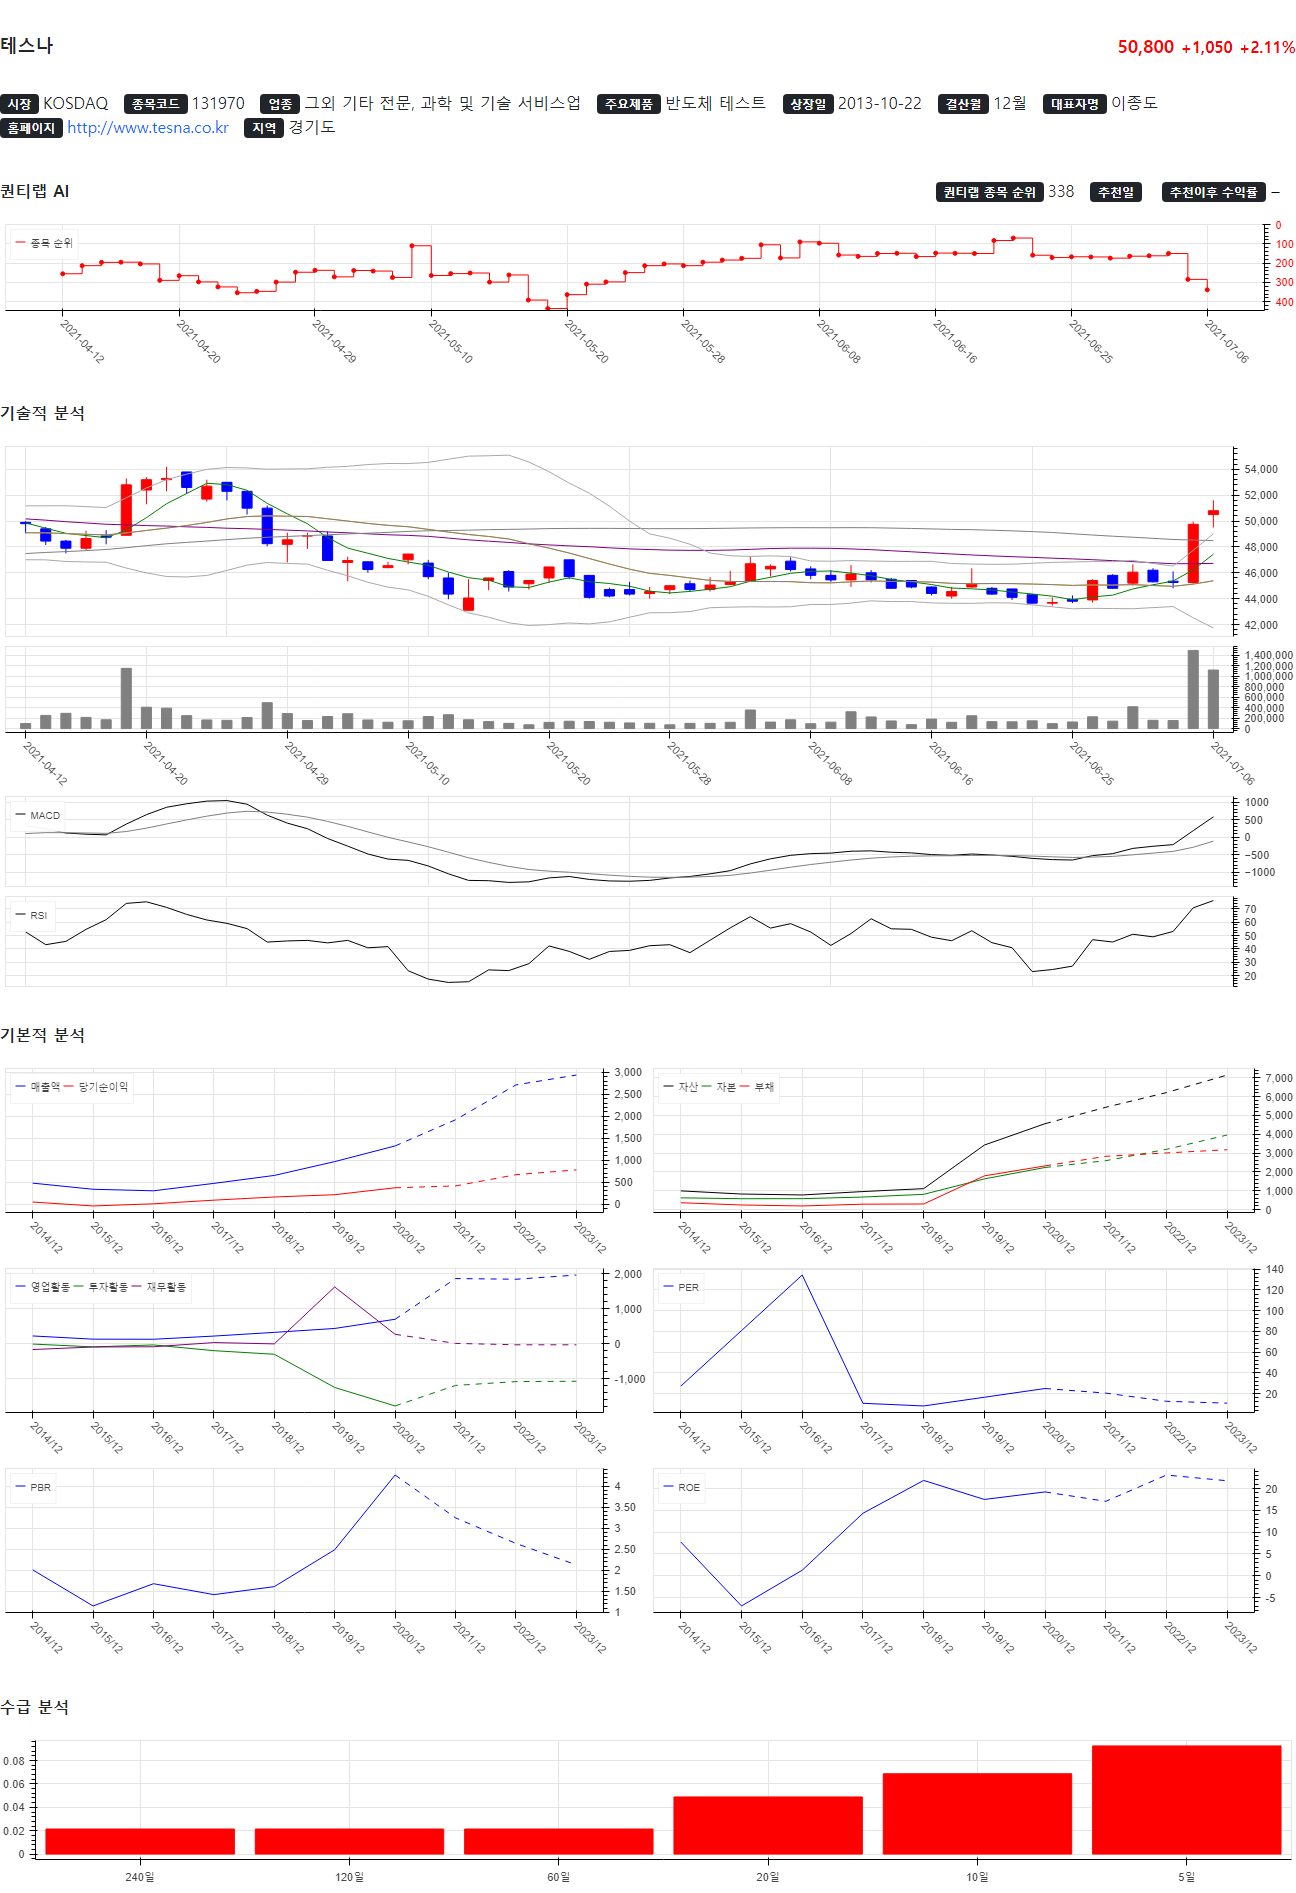 테스나
50,800 +1,050 +2.11%
시장 KOSDAQ 종목코드 131970 업종 그외 기타 전문, 과학 및 기술 서비스업 주요제품 반도체 테스트 상장일 2013-10-22 결산월 12월 대표자명 이종도
홈페이지 http://www.tesna.co.kr 지역 경기도
퀀티랩 AI
퀀티랩 종목 순위 338 추천일 추천이후 수익률 –
종목 순위
0
100
200
300
400
2021-04-12 2021-04-20 2021-04-29 2021-05-10 2021-05-20 2021-05-28 2021-06-08 2021-06-16 2021-06-25 2021-07-06
기술적 분석
54,000
52,000
50,000
48,000
46,000
44,000
42,000
1,400,000
1,200,000
1,000,000
800,000
600,000
400,000
200,000
0
2021-04-12 2021-04-20 2021-04-29 2021-05-10 2021-05-20 2021-05-28 2021-06-08 2021-06-16 2021-06-25 2021-07-06
MACD
1000
500
0
−500
−1000
RSI
70
60
50
40
30
20
기본적 분석
매출액 당기순이익
3,000
2,500
2,000
1,500
1,000
500
0
2014/12 2015/12 2016/12 2017/12 2018/12 2019/12 2020/12 2021/12 2022/12 2023/12
자산 자본 부채
7,000
6,000
5,000
4,000
3,000
2,000
1,000
0
2014/12 2015/12 2016/12 2017/12 2018/12 2019/12 2020/12 2021/12 2022/12 2023/12
영업활동 투자활동 재무활동
2,000
1,000
0
-1,000
2014/12 2015/12 2016/12 2017/12 2018/12 2019/12 2020/12 2021/12 2022/12 2023/12
PER
140
120
100
80
60
40
20
2014/12 2015/12 2016/12 2017/12 2018/12 2019/12 2020/12 2021/12 2022/12 2023/12
PBR
4
3.50
3
2.50
2
1.50
1
2014/12 2015/12 2016/12 2017/12 2018/12 2019/12 2020/12 2021/12 2022/12 2023/12
ROE
20
15
10
5
0
-5
2014/12 2015/12 2016/12 2017/12 2018/12 2019/12 2020/12 2021/12 2022/12 2023/12
수급 분석
0.08
0.06
0.04
0.02
0
240일 120일 60일 20일 10일 5일